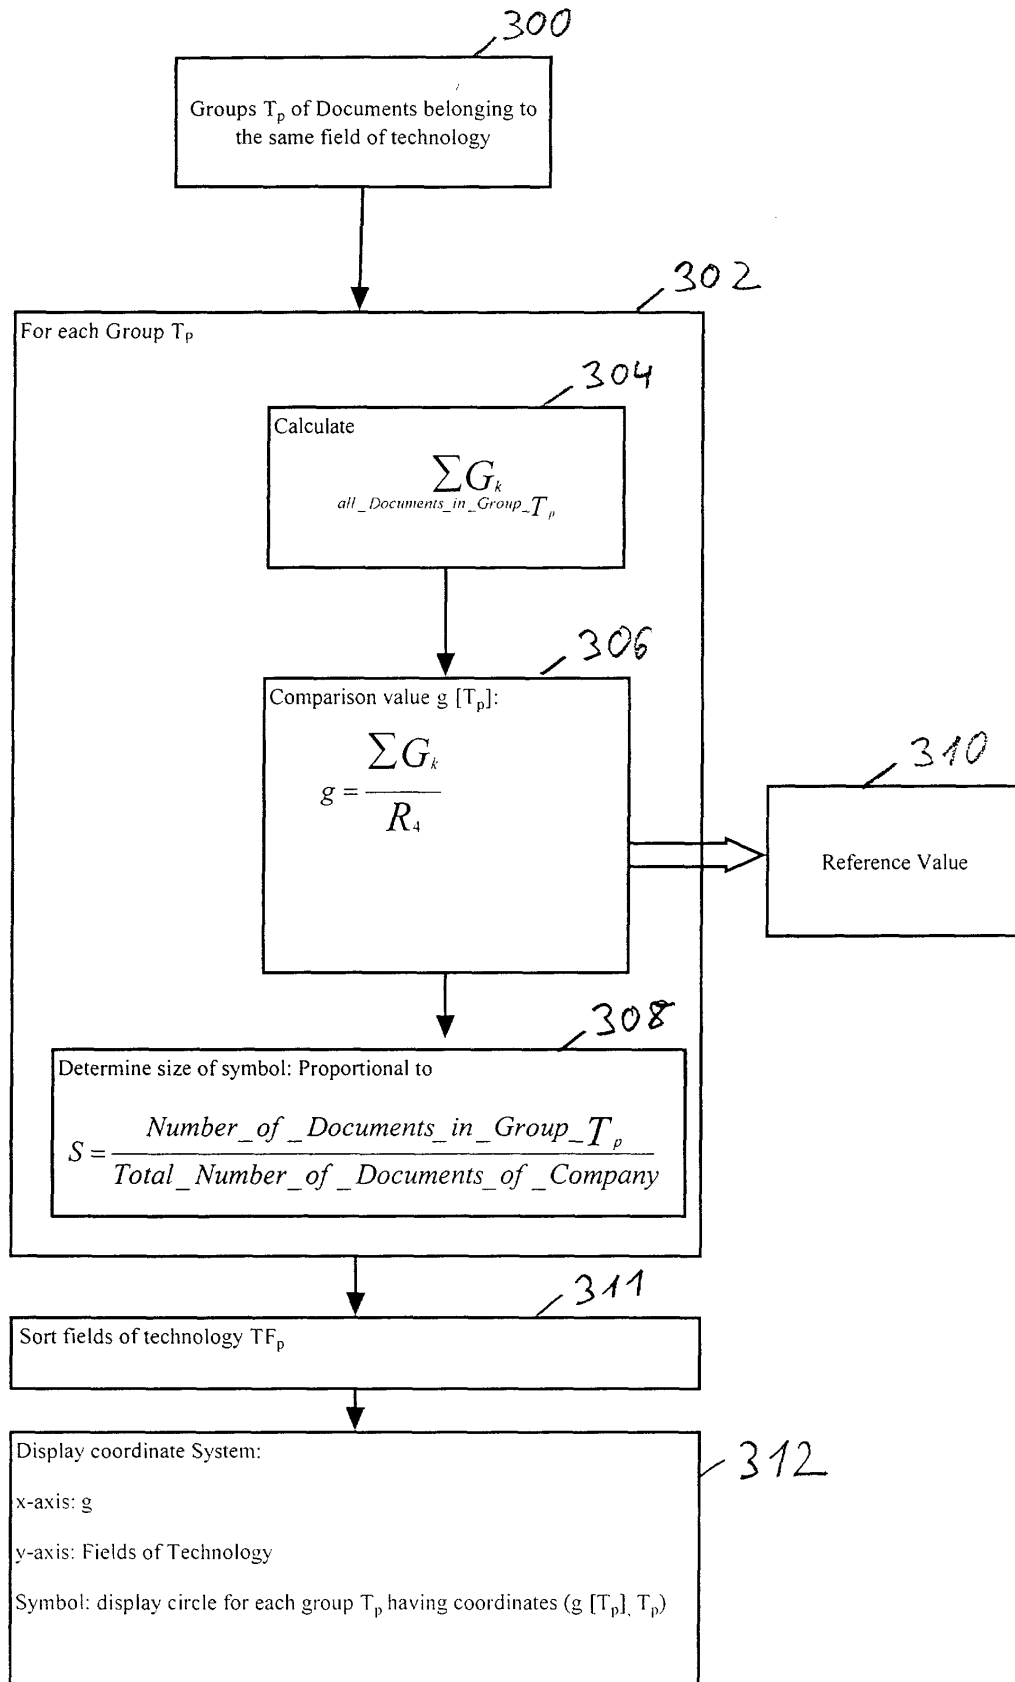 300
Groups Tp of Documents belonging to
the same field of technology
302
For each Group Tp
304
Calculate
∑Gk
all_Documents_in_Group_Tp
306
Comparison value g [Tp]:
g = ∑Gk / R4
310
Reference Value
308
Determine size of symbol: Proportional to
S = Number_of_Documents_in_Group_Tp / Total_Number_of_Documents_of_Company
311
Sort fields of technology TFp
312
Display coordinate System:
x-axis: g
y-axis: Fields of Technology
Symbol: display circle for each group Tp having coordinates (g [Tp], Tp)